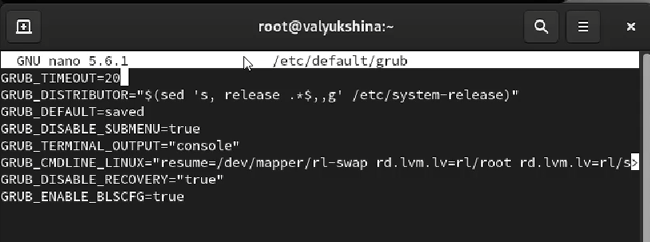 root@valyukshina:~
GNU nano 5.6.1 /etc/default/grub
GRUB_TIMEOUT=20
GRUB_DISTRIBUTOR="$(sed 's, release .*$,,g' /etc/system-release)"
GRUB_DEFAULT=saved
GRUB_DISABLE_SUBMENU=true
GRUB_TERMINAL_OUTPUT="console"
GRUB_CMDLINE_LINUX="resume=/dev/mapper/rl-swap rd.lvm.lv=rl/root rd.lvm.lv=rl/s>
GRUB_DISABLE_RECOVERY="true"
GRUB_ENABLE_BLSCFG=true